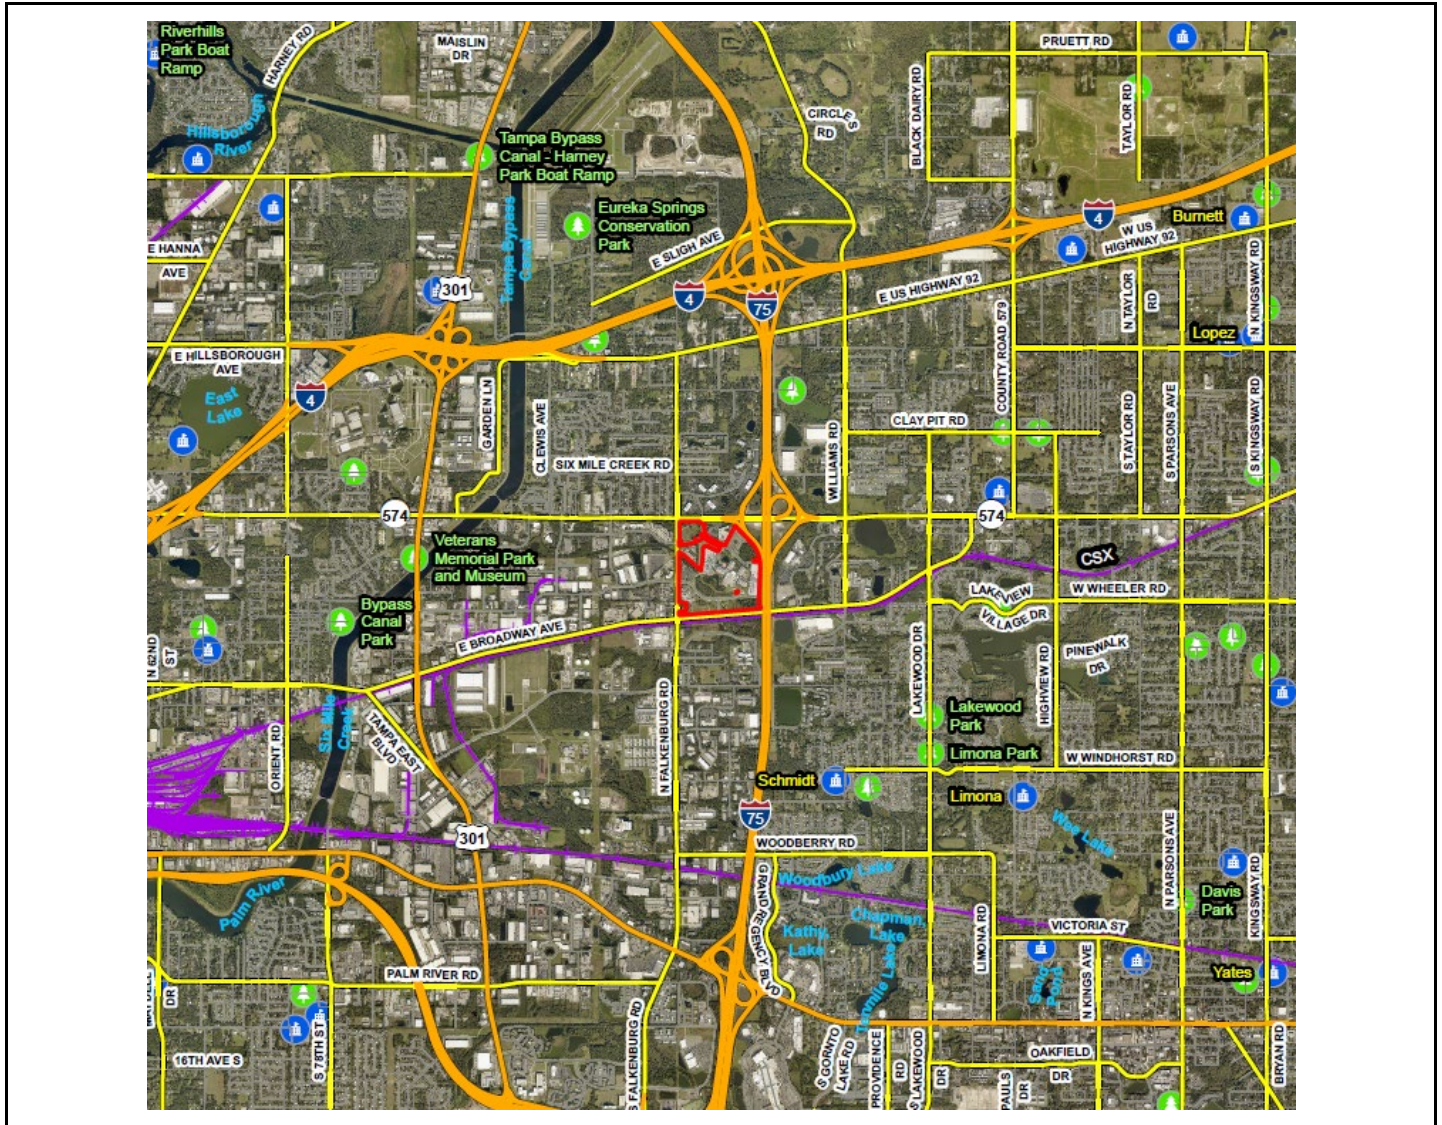 Riverhills
Park Boat
Ramp
HARNEY RD
MAISLIN
DR
PRUETT RD
Hillsborough
River
Tampa Bypass
Canal - Harney
Park Boat Ramp
CIRCLE S
RD
BLACK DAIRY RD
TAYLOR RD
Eureka Springs
Conservation
Park
Tampa Bypass
Canal
E SLIGH AVE
4
Burnett
W US
HIGHWAY 92
E HANNA
AVE
301
4
75
E US HIGHWAY 92
N TAYLOR
RD
N KINGSWAY RD
Lopez
E HILLSBOROUGH
AVE
4
East
Lake
GARDEN LN
CLEWIS AVE
SIX MILE CREEK RD
WILLIAMS RD
CLAY PIT RD
COUNTY ROAD 579
S TAYLOR RD
S PARSONS AVE
S KINGSWAY RD
574
574
Veterans
Memorial Park
and Museum
CSX
W WHEELER RD
LAKEVIEW
VILLAGE DR
Bypass
Canal
Park
E BROADWAY AVE
N 62ND
ST
LAKEWOOD DR
HIGHVIEW RD
PINEWALK
DR
Lakewood
Park
Limona Park
W WINDHORST RD
Six Mile
Creek
TAMPA EAST
BLVD
ORIENT RD
N FALKENBURG RD
Schmidt
Limona
75
301
WOODBERRY RD
Wee Lake
Woodbury Lake
GRAND REGENCY BLVD
Palm River
Kathy,
Lake
Chapman,
Lake
Tenmile Lake
LIMONA RD
VICTORIA ST
N PARSONS AVE
Davis
Park
KINGSWAY RD
Sand
Pond
N KINGS AVE
Yates
PALM RIVER RD
DR
16TH AVE S
S 78TH ST
S FALKENBURG RD
S GORNTO
LAKE RD
PROVIDENCE
RD
S LAKEWOOD
DR
OAKFIELD
DR
PAULS
DR
BRYAN RD